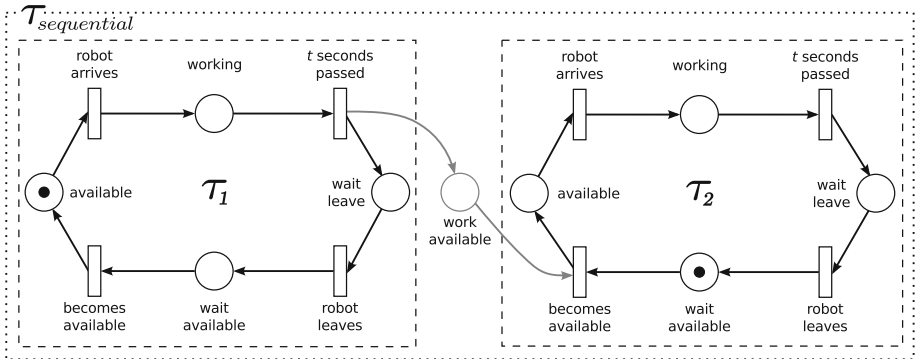 τsequential
robot
arrives
working
t seconds
passed
available
τ1
wait
leave
becomes
available
wait
available
robot
leaves
work
available
robot
arrives
working
t seconds
passed
available
τ2
wait
leave
becomes
available
wait
available
robot
leaves